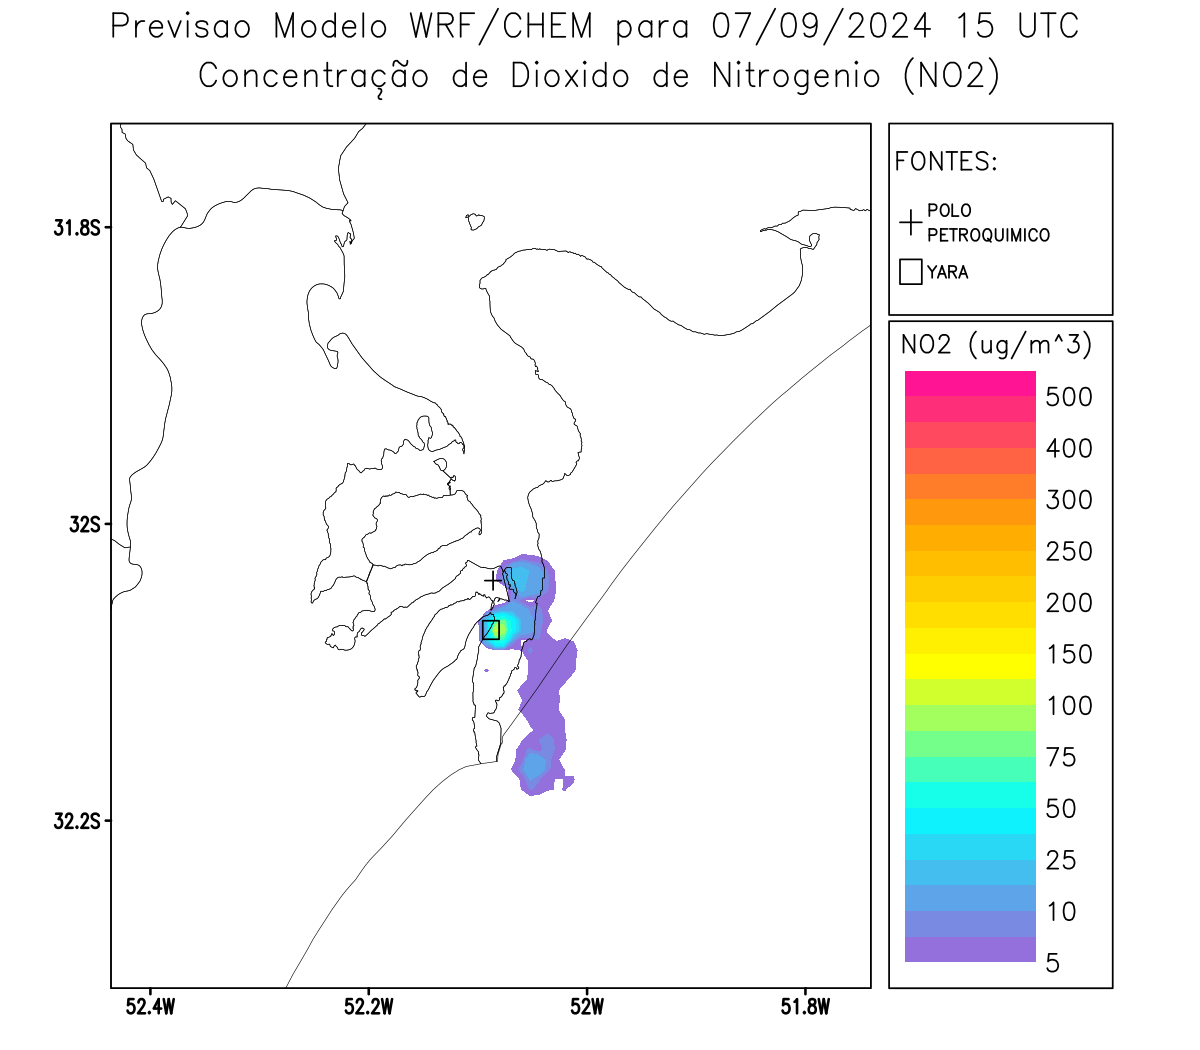 Previsao Modelo WRF/CHEM para 07/09/2024 15 UTC
Concentração de Dioxido de Nitrogenio (NO2)
FONTES:
POLO
PETROQUIMICO
YARA
NO2 (ug/m^3)
500
400
300
250
200
150
100
75
50
25
10
5
31.8S
32S
32.2S
52.4W
52.2W
52W
51.8W